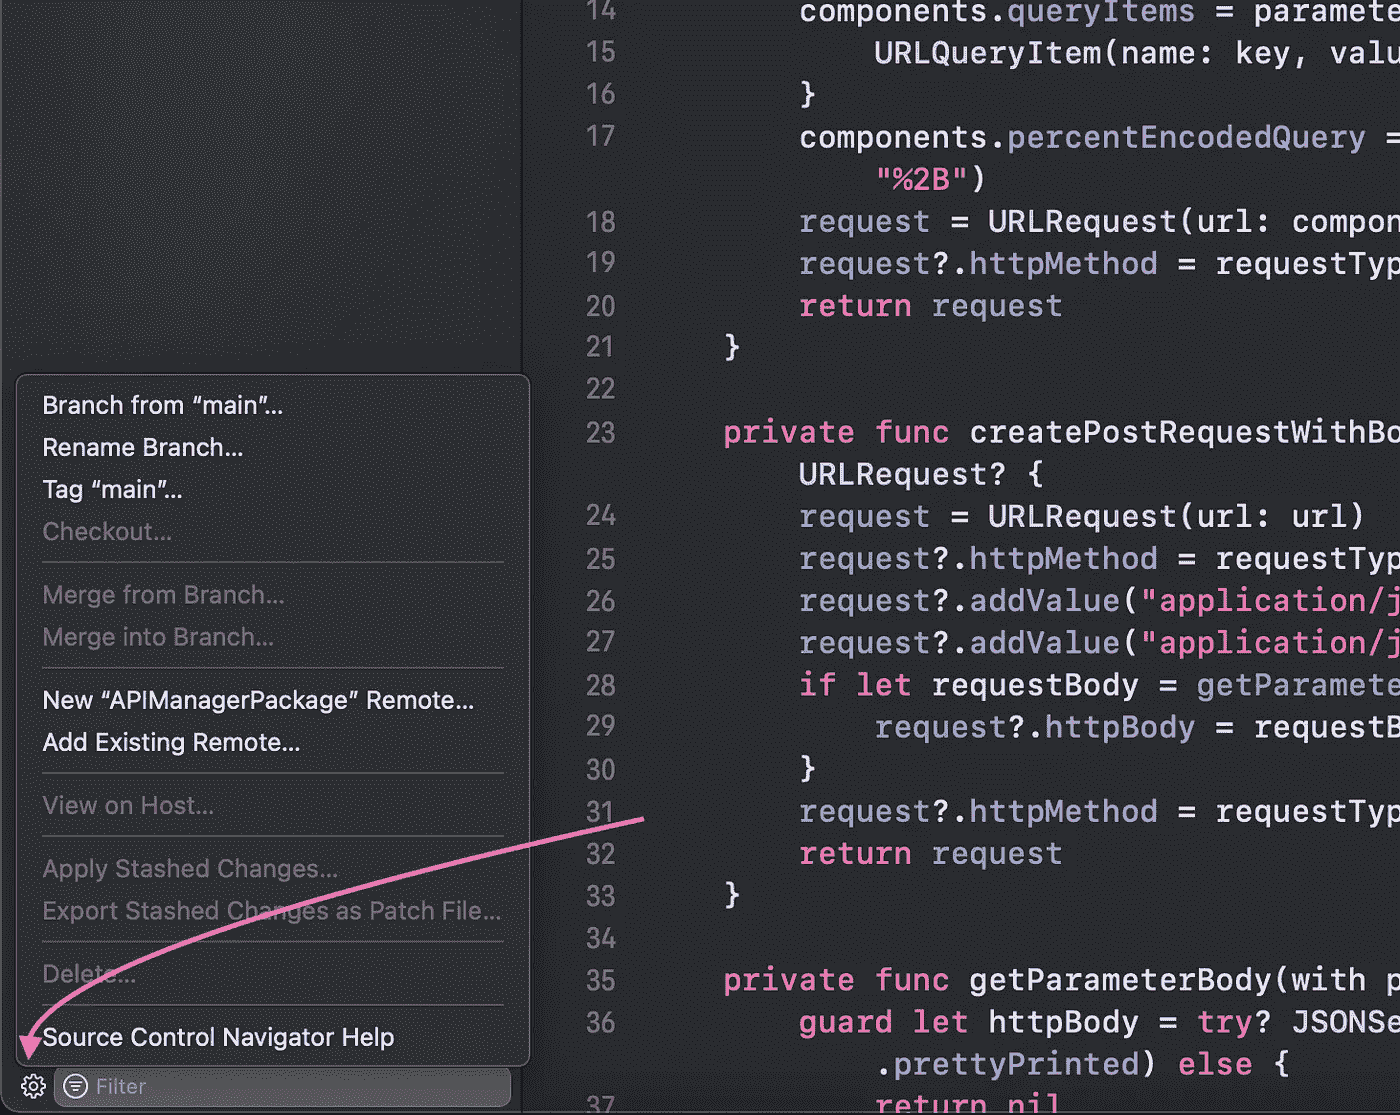 14 components.queryItems = paramete
15 URLQueryItem(name: key, valu
16 }
17 components.percentEncodedQuery =
"%2B")
18 request = URLRequest(url: compon
19 request?.httpMethod = requestTyp
20 return request
21 }
22
23 private func createPostRequestWithBo
URLRequest? {
24 request = URLRequest(url: url)
25 request?.httpMethod = requestTyp
26 request?.addValue("application/j
27 request?.addValue("application/j
28 if let requestBody = getParamete
29 request?.httpBody = requestB
30 }
31 request?.httpMethod = requestTyp
32 return request
33 }
34
35 private func getParameterBody(with p
36 guard let httpBody = try? JSONSe
.prettyPrinted) else {
37 return nil
Branch from “main”...
Rename Branch...
Tag “main”...
Checkout...
Merge from Branch...
Merge into Branch...
New “APIManagerPackage” Remote...
Add Existing Remote...
View on Host...
Apply Stashed Changes...
Export Stashed Changes as Patch File...
Delete...
Source Control Navigator Help
Filter